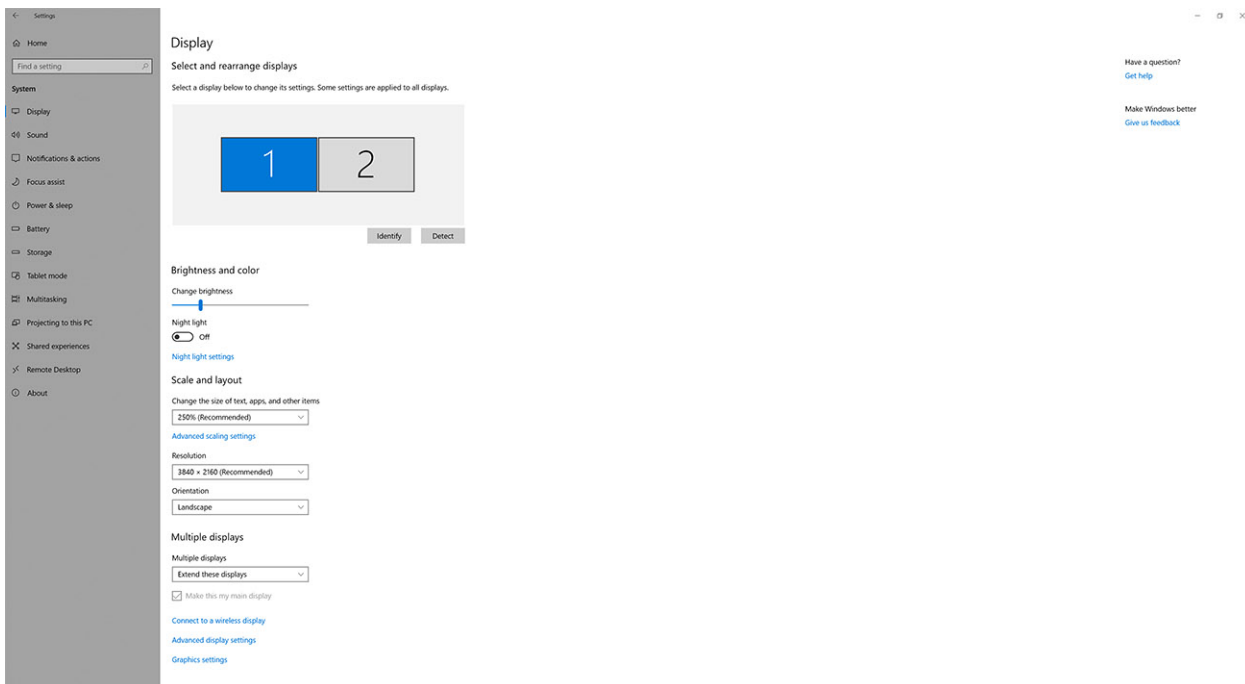 Settings
Home
Find a setting
System
Display
Sound
Notifications & actions
Focus assist
Power & sleep
Battery
Storage
Tablet mode
Multitasking
Projecting to this PC
Shared experiences
Remote Desktop
About
Display
Select and rearrange displays
Select a display below to change its settings. Some settings are applied to all displays.
1 2
Identify Detect
Brightness and color
Change brightness
Night light
Off
Night light settings
Scale and layout
Change the size of text, apps, and other items
250% (Recommended)
Advanced scaling settings
Resolution
3840 × 2160 (Recommended)
Orientation
Landscape
Multiple displays
Multiple displays
Extend these displays
Make this my main display
Connect to a wireless display
Advanced display settings
Graphics settings
Have a question?
Get help
Make Windows better
Give us feedback